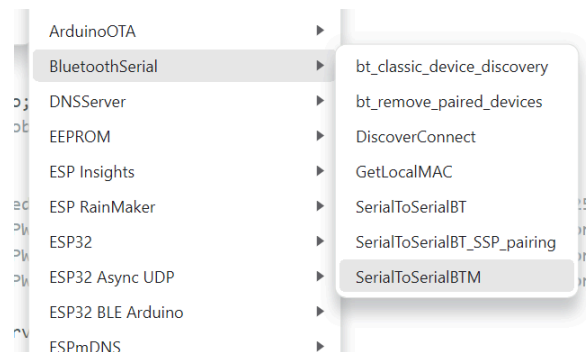 ArduinoOTA
BluetoothSerial
DNSServer
EEPROM
ESP Insights
ESP RainMaker
ESP32
ESP32 Async UDP
ESP32 BLE Arduino
ESPmDNS
bt_classic_device_discovery
bt_remove_paired_devices
DiscoverConnect
GetLocalMAC
SerialToSerialBT
SerialToSerialBT_SSP_pairing
SerialToSerialBTM